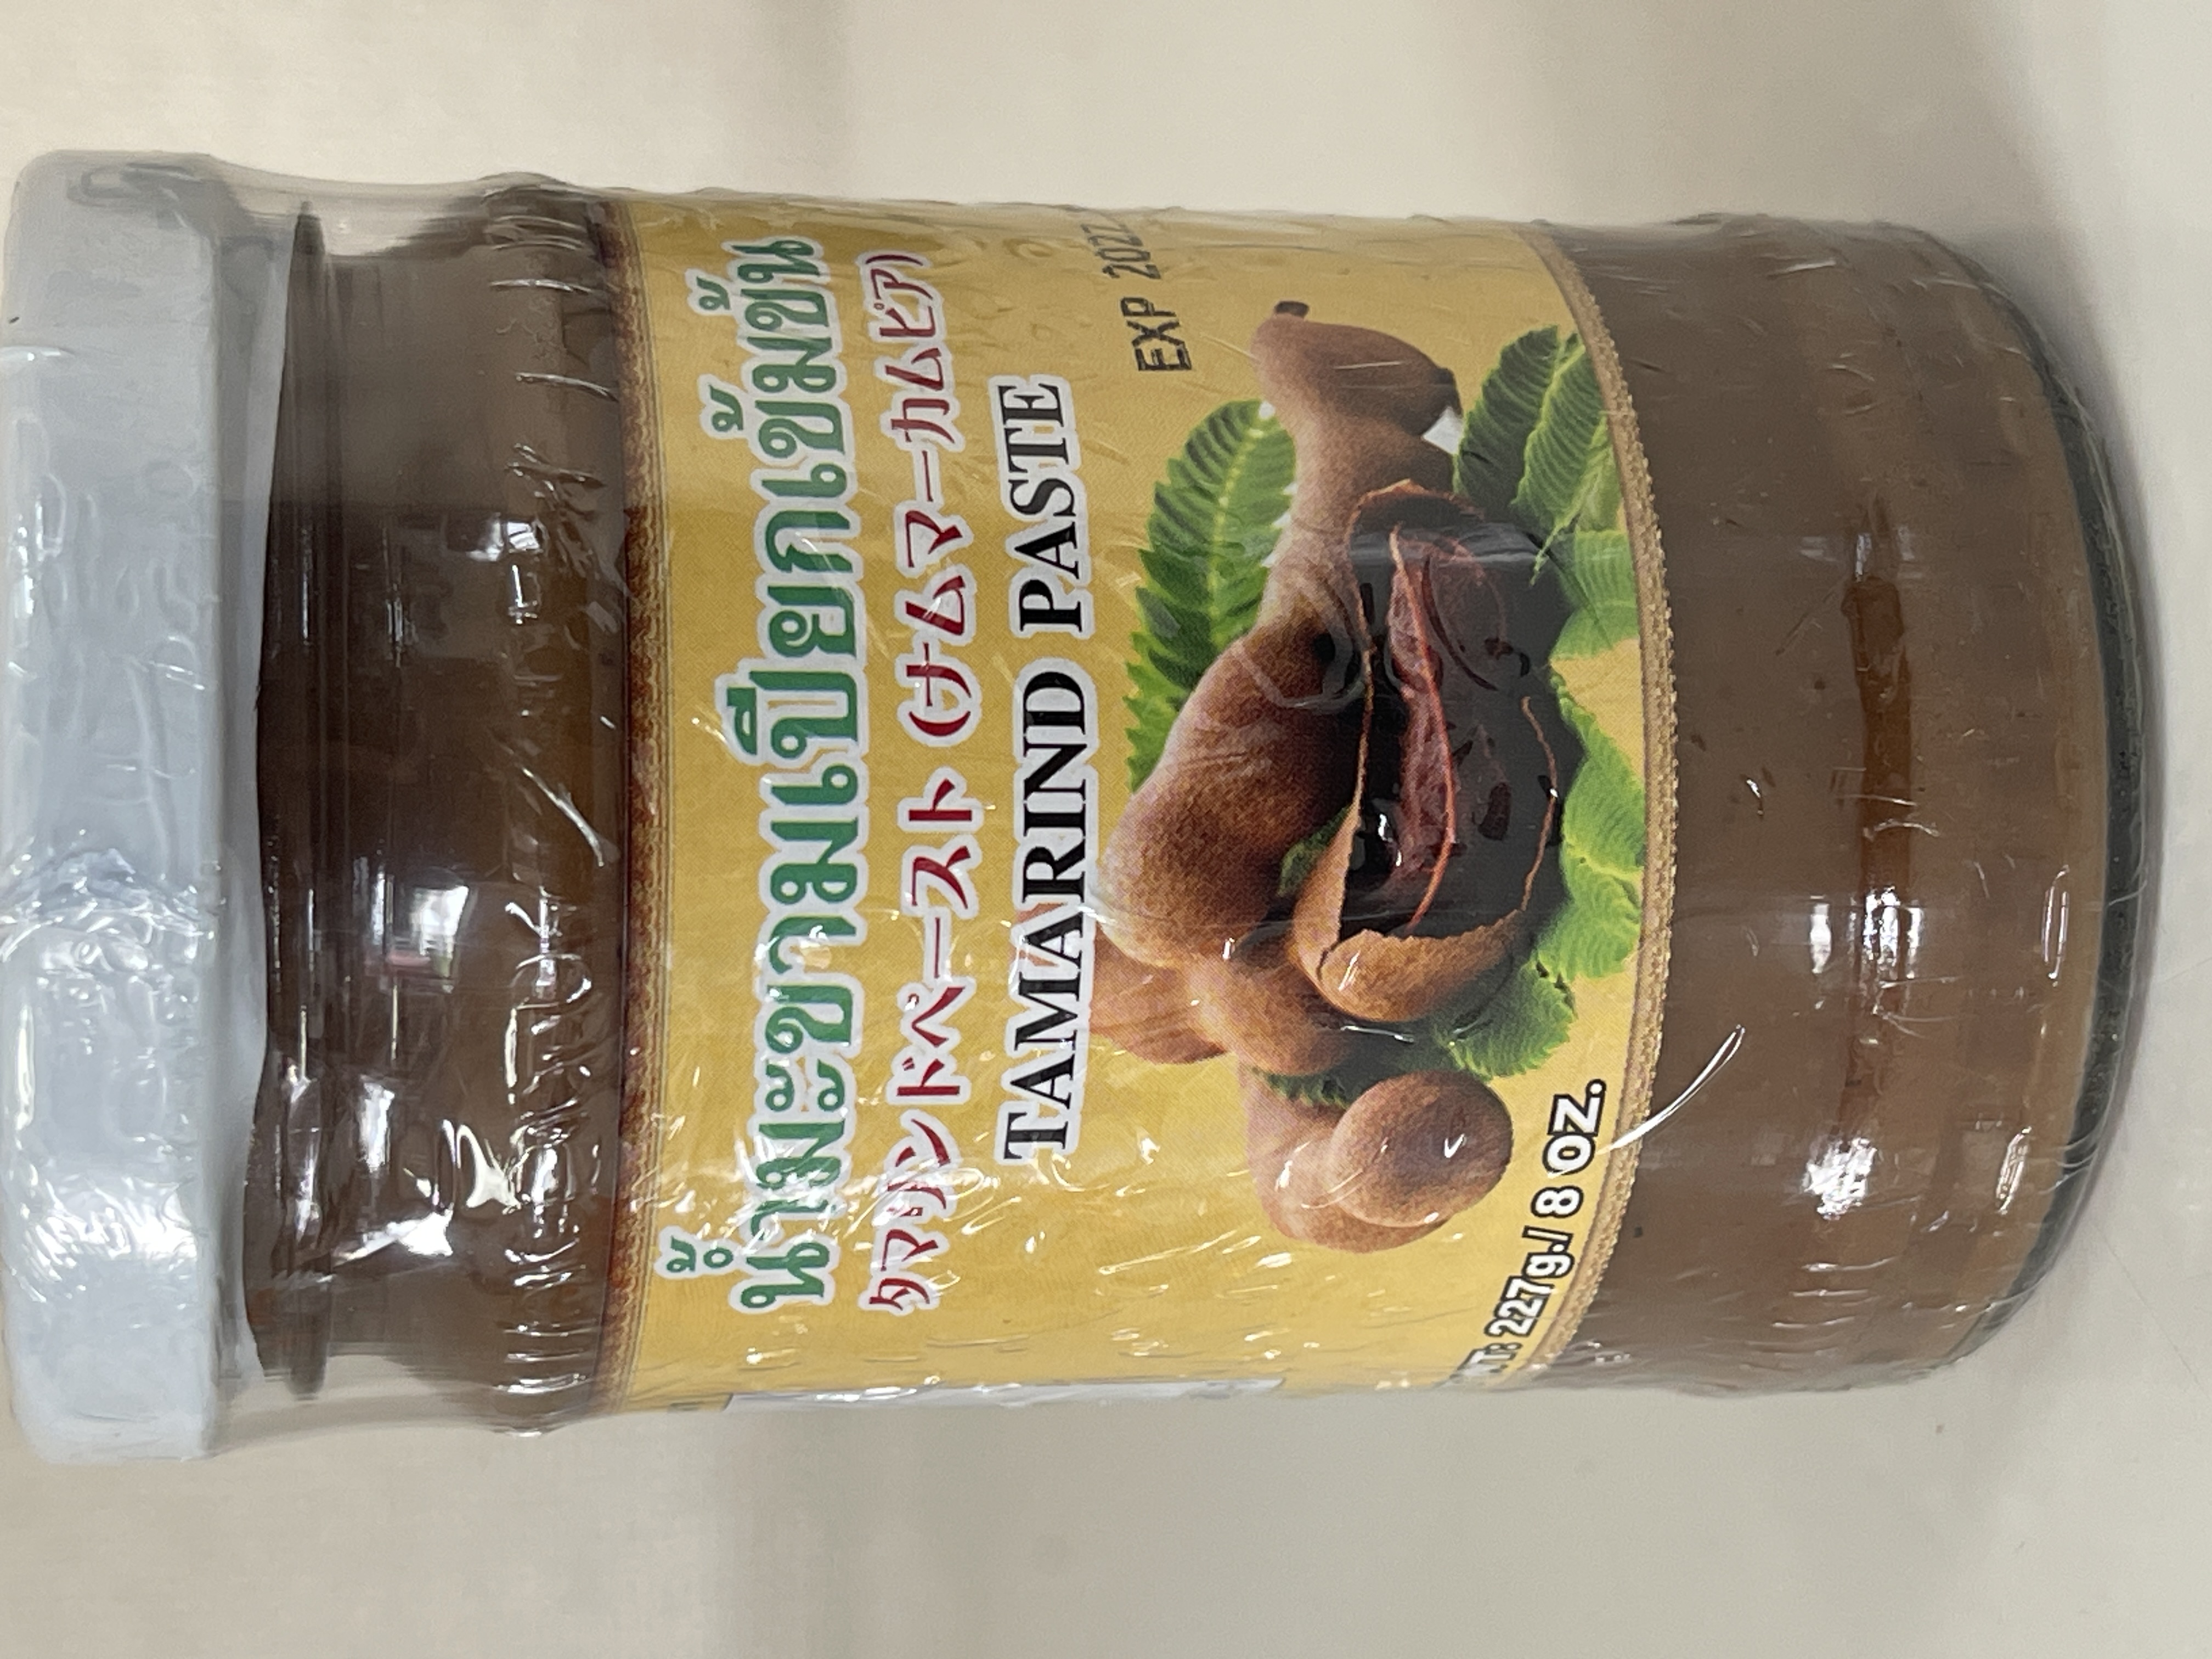 น้ำมะขามเปียกเข้มข้น
タマリンドペースト (ナムマーカムピア)
TAMARIND PASTE
EXP 2027
227g./ 8 OZ.